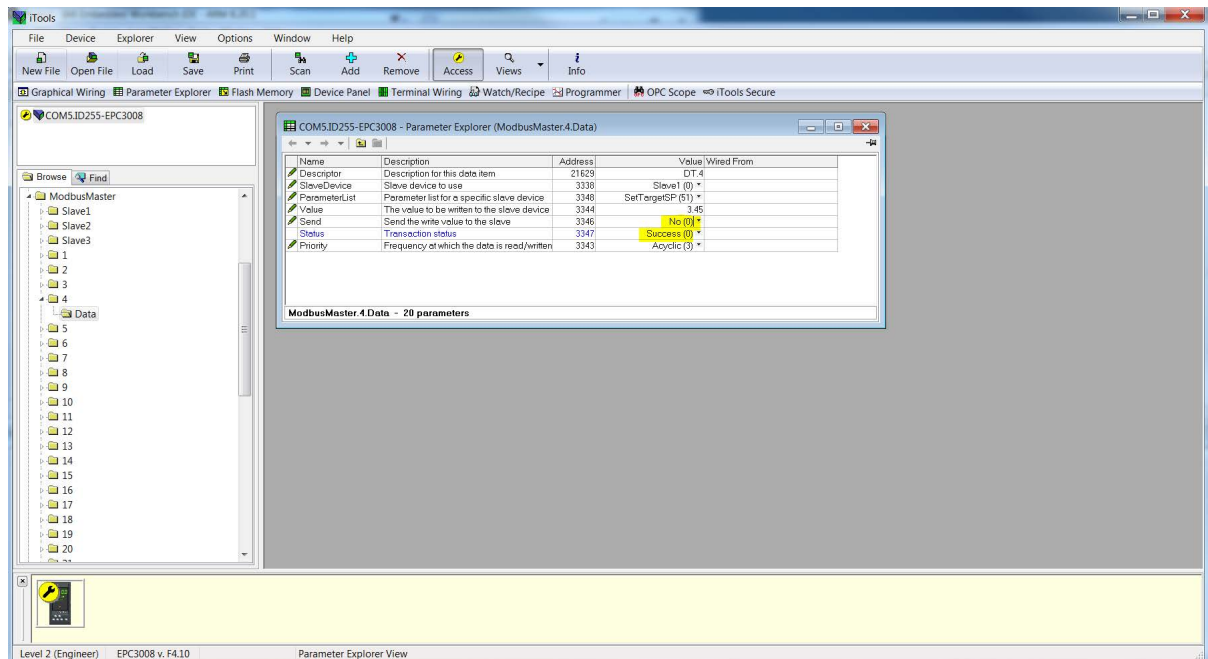 iTools
File Device Explorer View Options Window Help
New File Open File Load Save Print Scan Add Remove Access Views Info
Graphical Wiring Parameter Explorer Flash Memory Device Panel Terminal Wiring Watch/Recipe Programmer OPC Scope iTools Secure
COM5.ID255-EPC3008
Browse Find
ModbusMaster
Slave1
Slave2
Slave3
1
2
3
4
Data
5
6
7
8
9
10
11
12
13
14
15
16
17
18
19
20
COM5.ID255-EPC3008 - Parameter Explorer (ModbusMaster.4.Data)
Name Description Address Value Wired From
Descriptor Description for this data item 21629 DT.4
SlaveDevice Slave device to use 3338 Slave1 (0)
ParameterList Parameter list for a specific slave device 3348 SetTargetSP (51)
Value The value to be written to the slave device 3344 3.45
Send Send the write value to the slave 3346 No (0)
Status Transaction status 3347 Success (0)
Priority Frequency at which the data is read/written 3343 Acyclic (3)
ModbusMaster.4.Data - 20 parameters
Level 2 (Engineer) EPC3008 v. F4.10 Parameter Explorer View